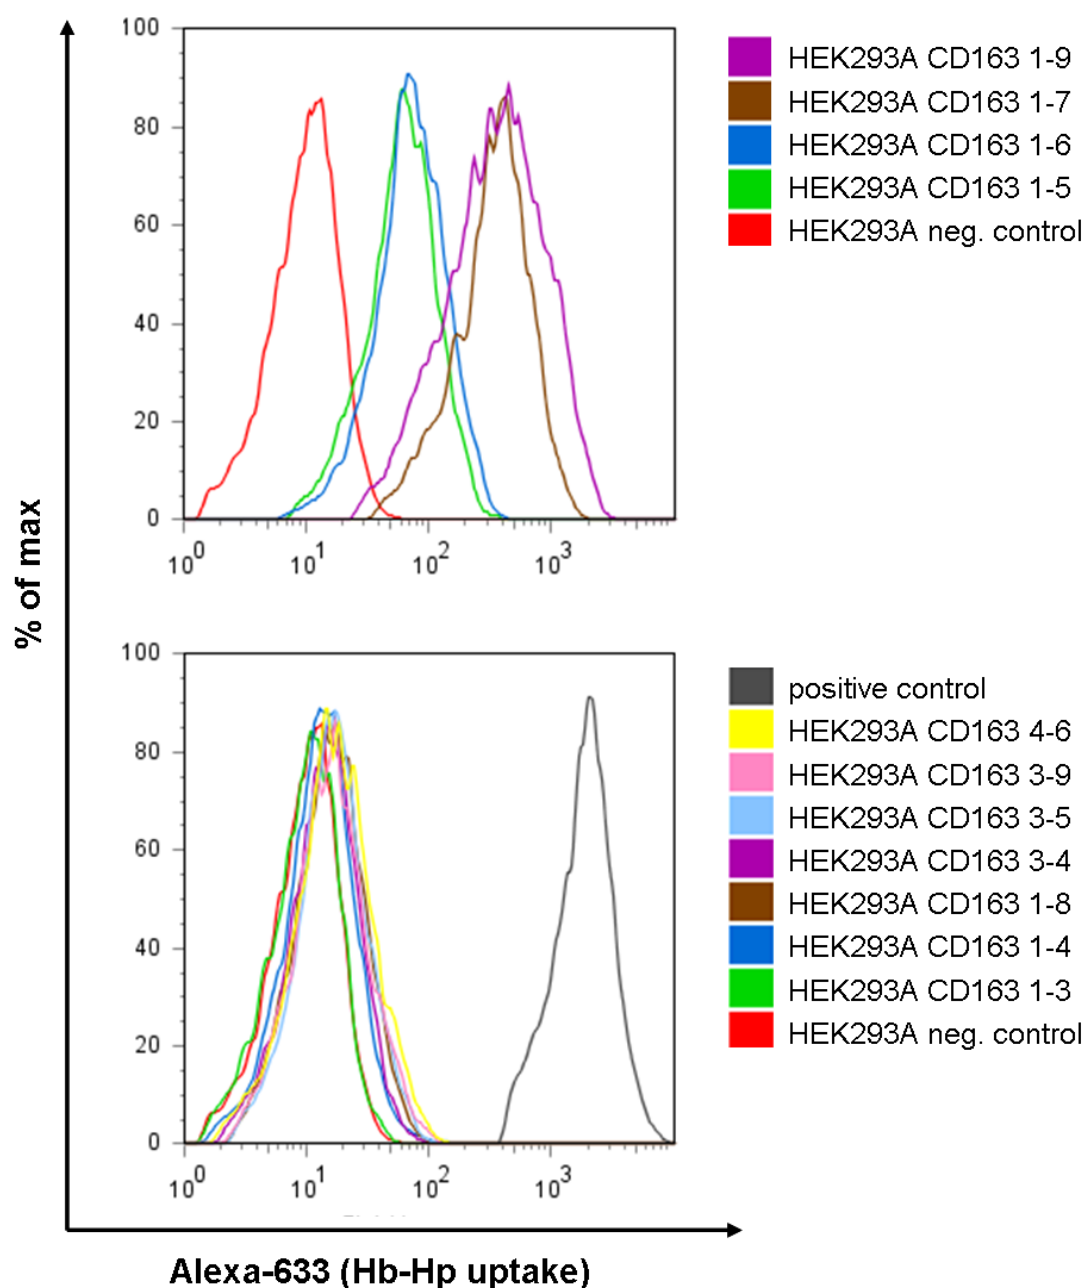 % of max
100
80
60
40
20
0
10^0 10^1 10^2 10^3
HEK293A CD163 1-9
HEK293A CD163 1-7
HEK293A CD163 1-6
HEK293A CD163 1-5
HEK293A neg. control
100
80
60
40
20
0
10^0 10^1 10^2 10^3
positive control
HEK293A CD163 4-6
HEK293A CD163 3-9
HEK293A CD163 3-5
HEK293A CD163 3-4
HEK293A CD163 1-8
HEK293A CD163 1-4
HEK293A CD163 1-3
HEK293A neg. control
Alexa-633 (Hb-Hp uptake)